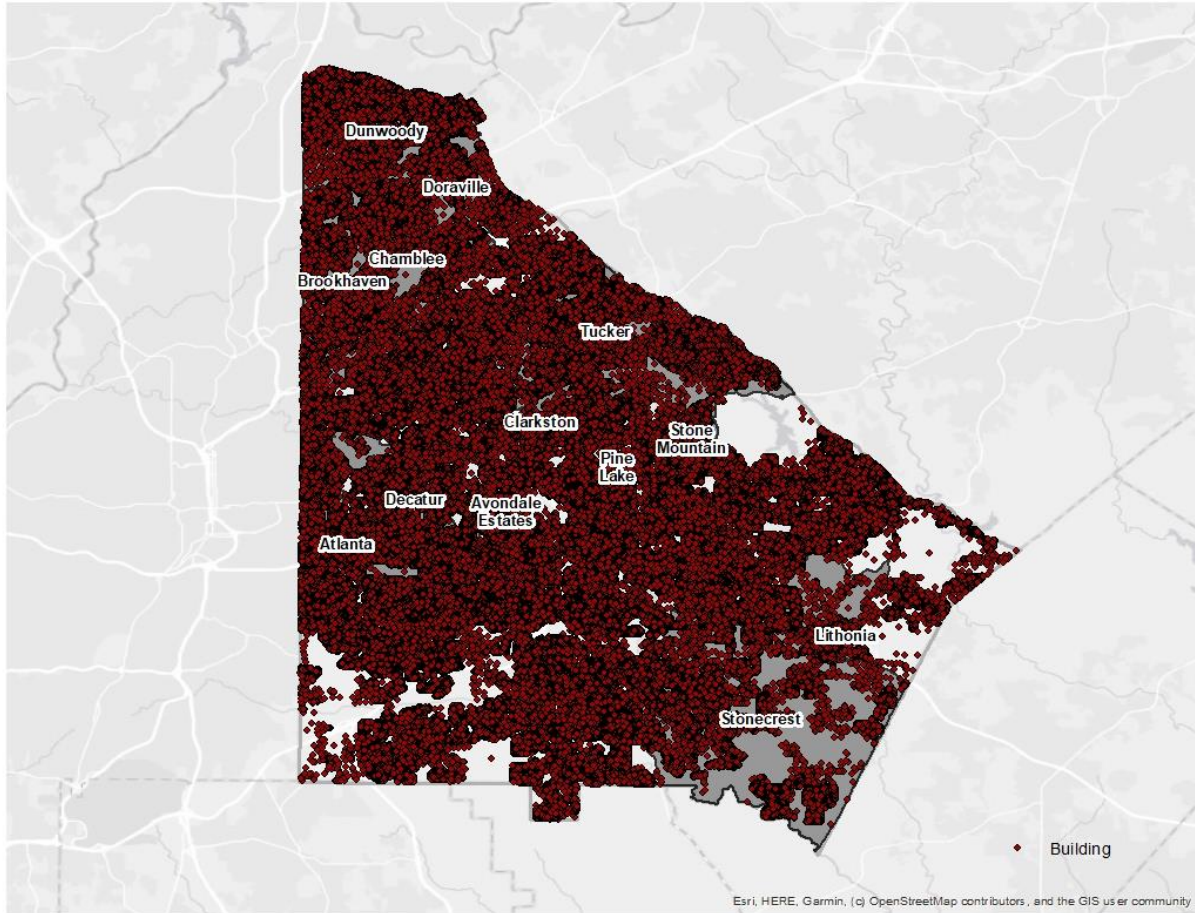 Dunwoody
Doraville
Chamblee
Brookhaven
Tucker
Clarkston
Stone
Mountain
Pine
Lake
Decatur
Avondale
Estates
Atlanta
Lithonia
Stonecrest
Building
Esri, HERE, Garmin, (c) OpenStreetMap contributors, and the GIS user community